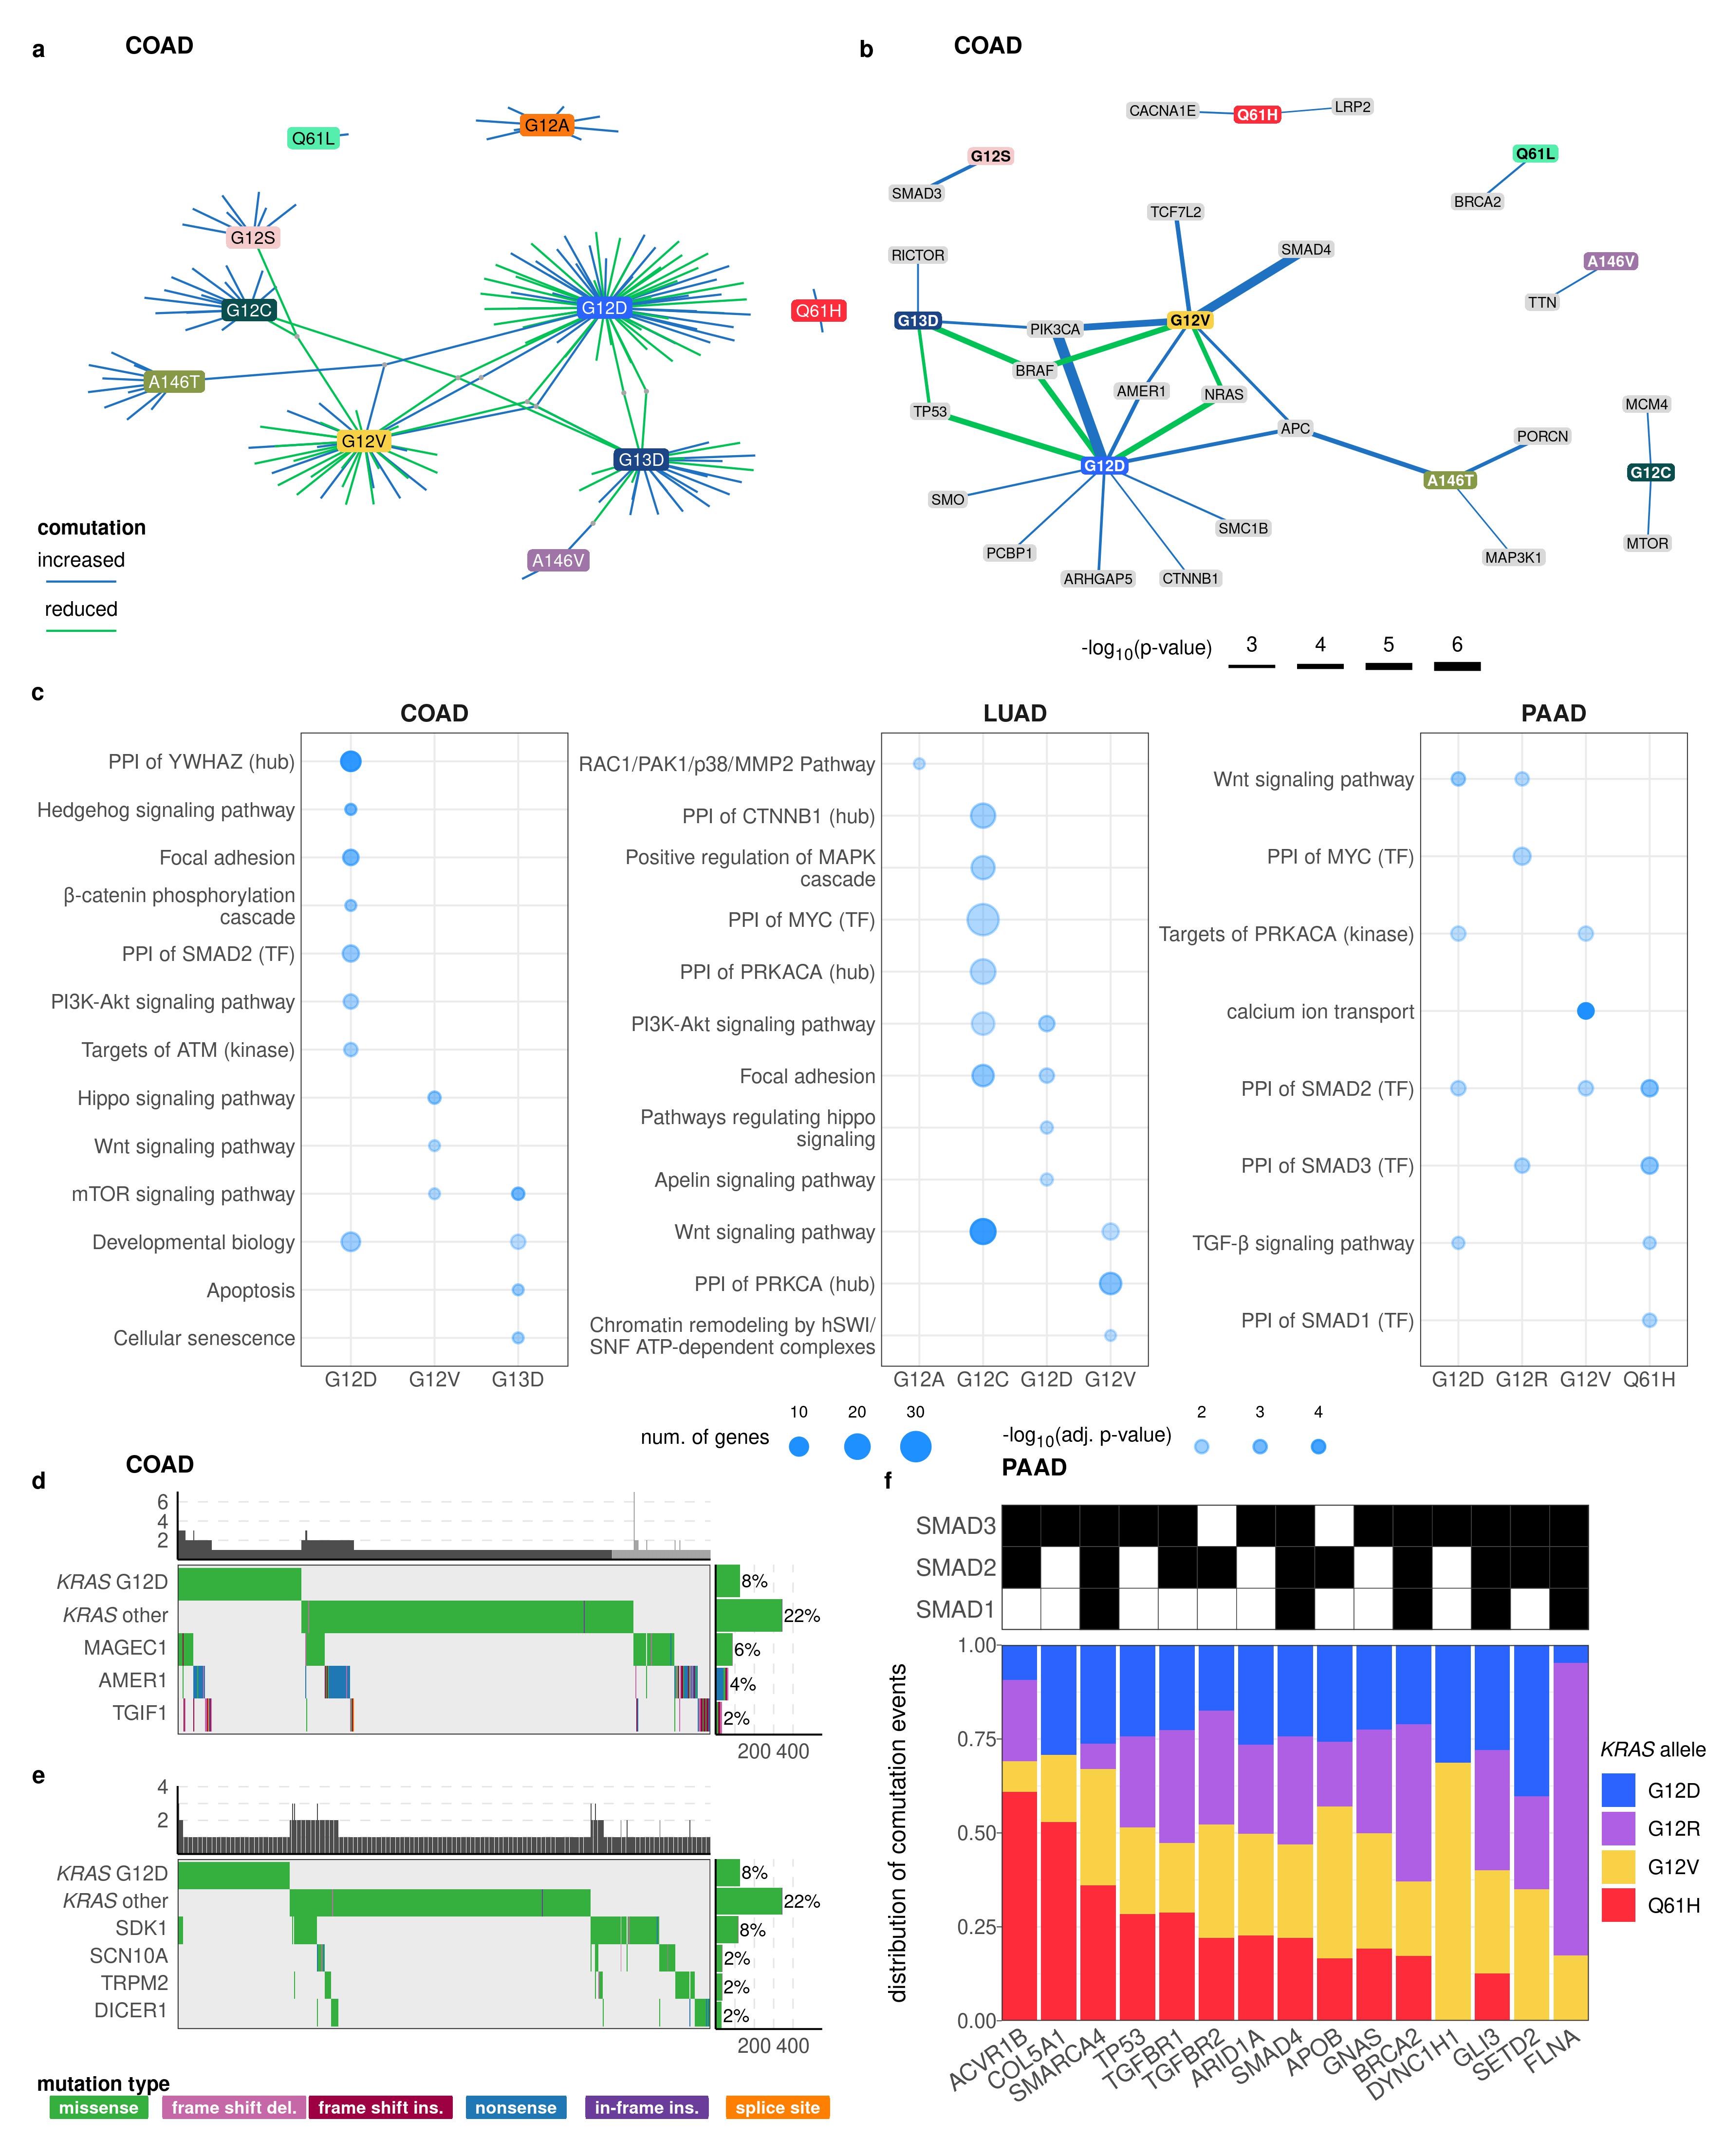 a
COAD
Q61L
G12A
G12S
G12C
G12D
Q61H
A146T
G12V
G13D
A146V
comutation
increased
reduced
b
COAD
CACNA1E
Q61H
LRP2
G12S
SMAD3
Q61L
BRCA2
TCF7L2
SMAD4
RICTOR
A146V
TTN
G13D
PIK3CA
G12V
BRAF
AMER1
NRAS
TP53
APC
MCM4
PORCN
G12D
A146T
G12C
SMO
SMC1B
PCBP1
ARHGAP5
CTNNB1
MAP3K1
MTOR
-log10(p-value)
3 4 5 6
c
COAD
PPI of YWHAZ (hub)
Hedgehog signaling pathway
Focal adhesion
β-catenin phosphorylation
cascade
PPI of SMAD2 (TF)
PI3K-Akt signaling pathway
Targets of ATM (kinase)
Hippo signaling pathway
Wnt signaling pathway
mTOR signaling pathway
Developmental biology
Apoptosis
Cellular senescence
G12D G12V G13D
LUAD
RAC1/PAK1/p38/MMP2 Pathway
PPI of CTNNB1 (hub)
Positive regulation of MAPK
cascade
PPI of MYC (TF)
PPI of PRKACA (hub)
PI3K-Akt signaling pathway
Focal adhesion
Pathways regulating hippo
signaling
Apelin signaling pathway
Wnt signaling pathway
PPI of PRKCA (hub)
Chromatin remodeling by hSWI/
SNF ATP-dependent complexes
G12A G12C G12D G12V
PAAD
Wnt signaling pathway
PPI of MYC (TF)
Targets of PRKACA (kinase)
calcium ion transport
PPI of SMAD2 (TF)
PPI of SMAD3 (TF)
TGF-β signaling pathway
PPI of SMAD1 (TF)
G12D G12R G12V Q61H
num. of genes
10 20 30
-log10(adj. p-value)
2 3 4
d
COAD
6
4
2
KRAS G12D
8%
KRAS other
22%
MAGEC1
6%
AMER1
4%
TGIF1
2%
200 400
e
4
2
KRAS G12D
8%
KRAS other
22%
SDK1
8%
SCN10A
2%
TRPM2
2%
DICER1
2%
200 400
mutation type
missense
frame shift del.
frame shift ins.
nonsense
in-frame ins.
splice site
f
PAAD
SMAD3
SMAD2
SMAD1
distribution of comutation events
1.00
0.75
0.50
0.25
0.00
ACVR1B
COL5A1
SMARCA4
TP53
TGFBR1
TGFBR2
ARID1A
SMAD4
APOB
GNAS
BRCA2
DYNC1H1
GLI3
SETD2
FLNA
KRAS allele
G12D
G12R
G12V
Q61H